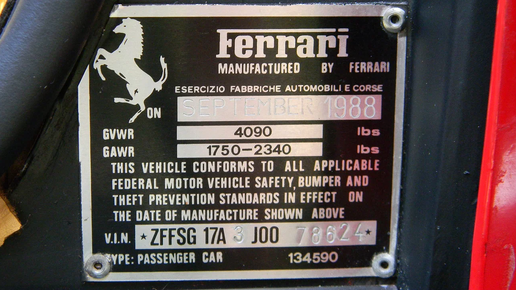 Ferrari
MANUFACTURED BY FERRARI
ESERCIZIO FABBRICHE AUTOMOBILI E CORSE
ON SEPTEMBER 1988
GVWR 4090 lbs
GAWR 1750-2340 lbs
THIS VEHICLE CONFORMS TO ALL APPLICABLE
FEDERAL MOTOR VEHICLE SAFETY, BUMPER AND
THEFT PREVENTION STANDARDS IN EFFECT ON
THE DATE OF MANUFACTURE SHOWN ABOVE
V.I.N. *ZFFSG 17A 3 J00 78624*
TYPE: PASSENGER CAR 134590